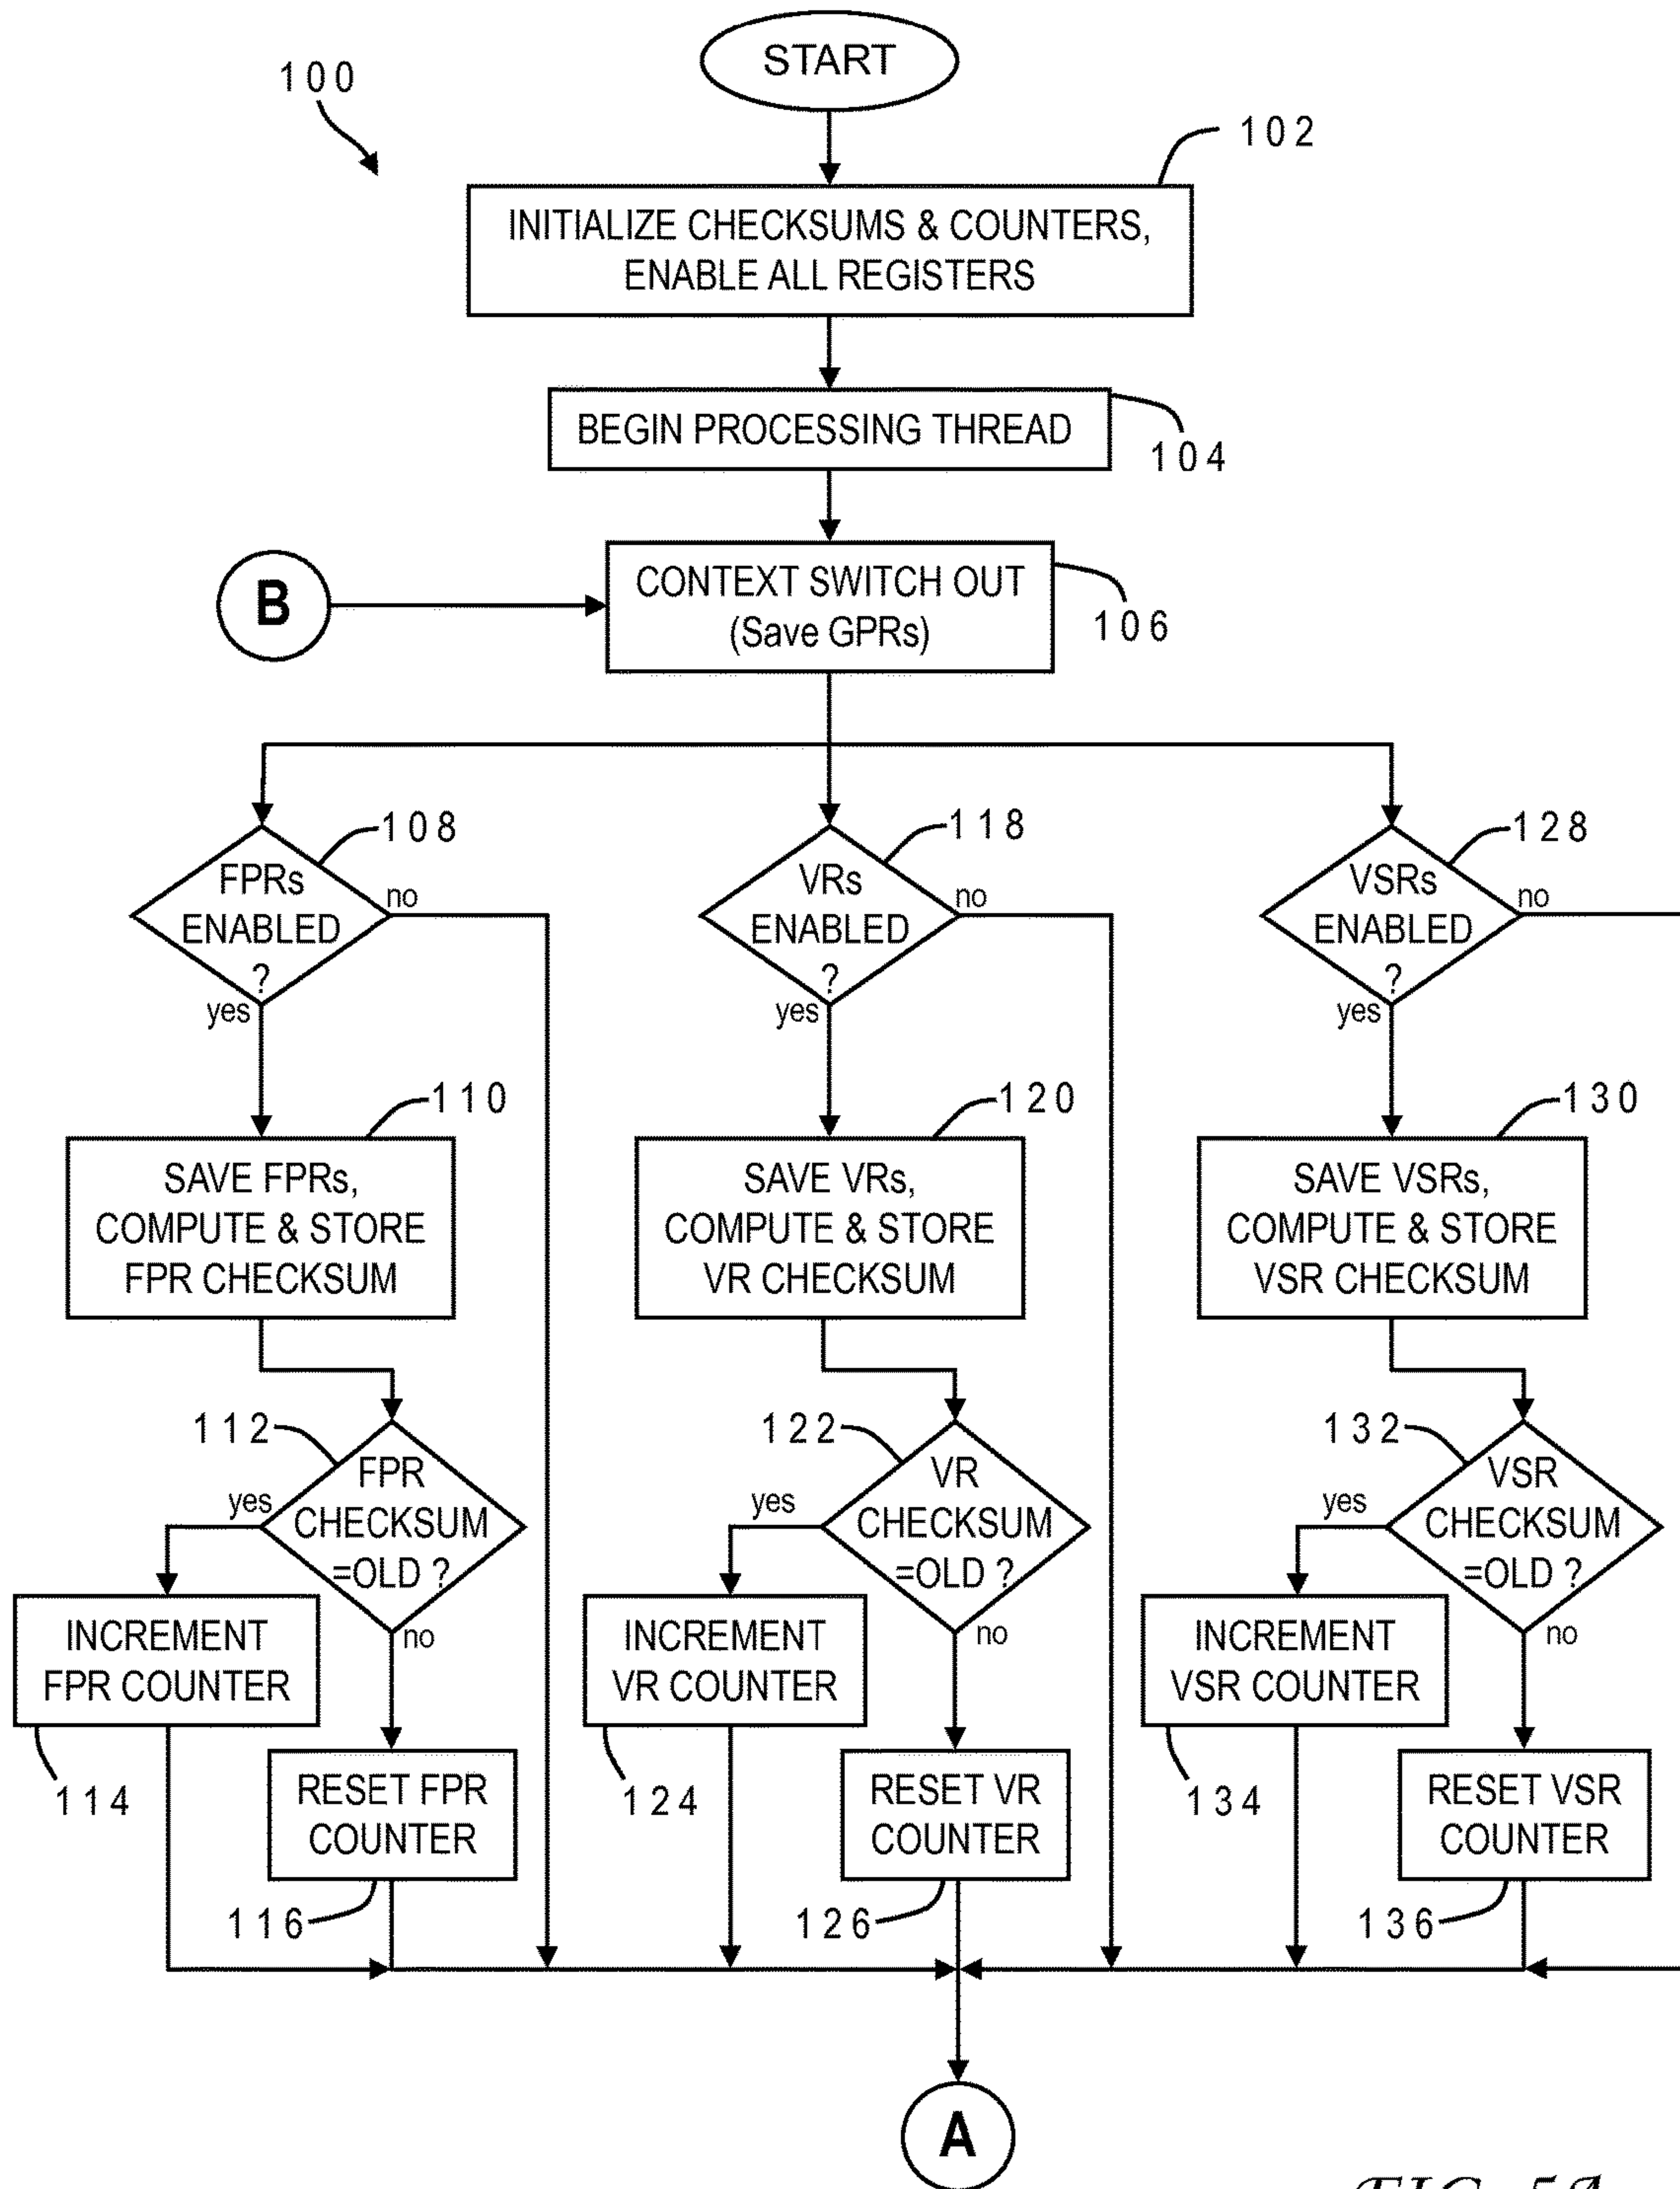 START
100
102
INITIALIZE CHECKSUMS & COUNTERS,
ENABLE ALL REGISTERS
BEGIN PROCESSING THREAD
104
B
CONTEXT SWITCH OUT
(Save GPRs)
106
108
FPRs
ENABLED
?
no
yes
118
VRs
ENABLED
?
no
yes
128
VSRs
ENABLED
?
no
yes
110
SAVE FPRs,
COMPUTE & STORE
FPR CHECKSUM
120
SAVE VRs,
COMPUTE & STORE
VR CHECKSUM
130
SAVE VSRs,
COMPUTE & STORE
VSR CHECKSUM
112
FPR
CHECKSUM
=OLD ?
yes
no
122
VR
CHECKSUM
=OLD ?
yes
no
132
VSR
CHECKSUM
=OLD ?
yes
no
INCREMENT
FPR COUNTER
114
RESET FPR
COUNTER
116
INCREMENT
VR COUNTER
124
RESET VR
COUNTER
126
INCREMENT
VSR COUNTER
134
RESET VSR
COUNTER
136
A